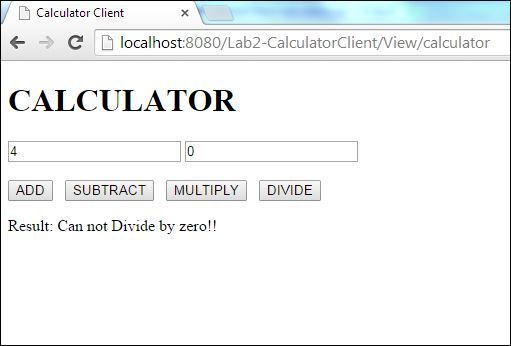 Calculator Client
localhost:8080/Lab2-CalculatorClient/View/calculator
CALCULATOR
4 0
ADD SUBTRACT MULTIPLY DIVIDE
Result: Can not Divide by zero!!